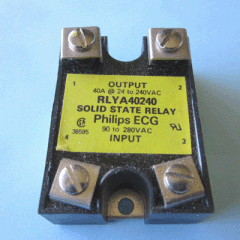 1 2
OUTPUT
40A @ 24 to 240VAC
RLYA40240
SOLID STATE RELAY
Philips ECG
38595
90 to 280VAC
4 3
INPUT